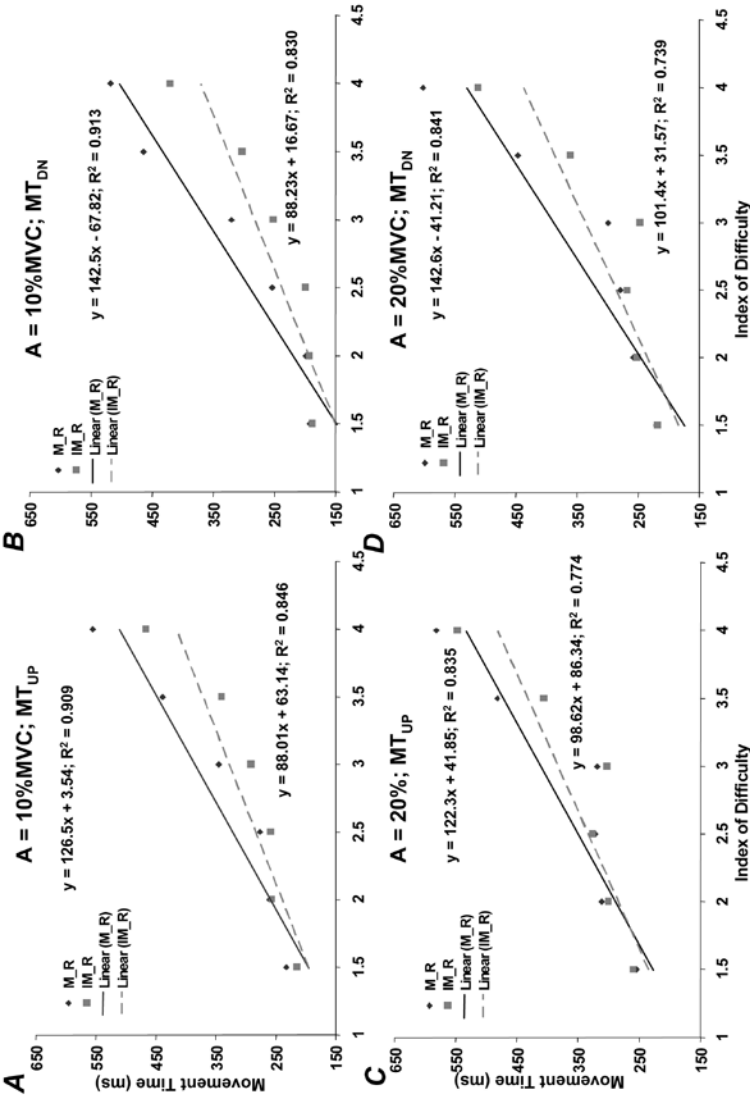 A
A = 10%MVC; MT_UP
y = 126.5x + 3.54; R² = 0.909
M_R
IM_R
Linear (M_R)
Linear (IM_R)
y = 88.01x + 63.14; R² = 0.846
Movement Time (ms)
650
550
450
350
250
150
1
1.5
2
2.5
3
3.5
4
4.5
B
A = 10%MVC; MT_DN
y = 142.5x - 67.82; R² = 0.913
M_R
IM_R
Linear (M_R)
Linear (IM_R)
y = 88.23x + 16.67; R² = 0.830
650
550
450
350
250
150
1
1.5
2
2.5
3
3.5
4
4.5
C
A = 20%; MT_UP
y = 122.3x + 41.85; R² = 0.835
M_R
IM_R
Linear (M_R)
Linear (IM_R)
y = 98.62x + 86.34; R² = 0.774
Movement Time (ms)
650
550
450
350
250
150
1
1.5
2
2.5
3
3.5
4
4.5
Index of Difficulty
D
A = 20%MVC; MT_DN
y = 142.6x - 41.21; R² = 0.841
M_R
IM_R
Linear (M_R)
Linear (IM_R)
y = 101.4x + 31.57; R² = 0.739
650
550
450
350
250
150
1
1.5
2
2.5
3
3.5
4
4.5
Index of Difficulty